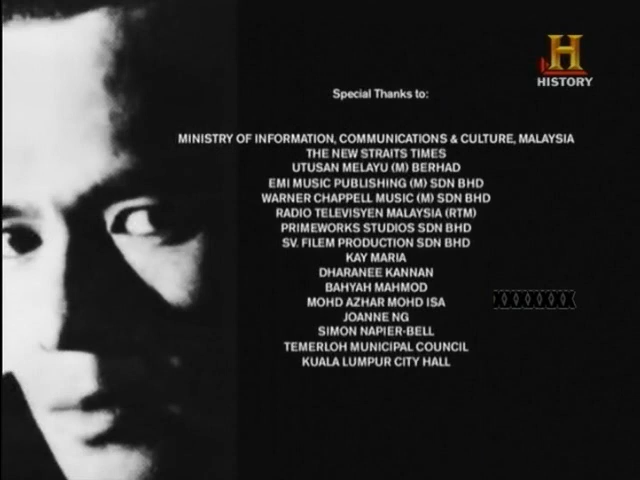 H
HISTORY
Special Thanks to:
MINISTRY OF INFORMATION, COMMUNICATIONS & CULTURE, MALAYSIA
THE NEW STRAITS TIMES
UTUSAN MELAYU (M) BERHAD
EMI MUSIC PUBLISHING (M) SDN BHD
WARNER CHAPPELL MUSIC (M) SDN BHD
RADIO TELEVISYEN MALAYSIA (RTM)
PRIMEWORKS STUDIOS SDN BHD
SV. FILEM PRODUCTION SDN BHD
KAY MARIA
DHARANEE KANNAN
BAHYAH MAHMOD
MOHD AZHAR MOHD ISA
JOANNE NG
SIMON NAPIER-BELL
TEMERLOH MUNICIPAL COUNCIL
KUALA LUMPUR CITY HALL